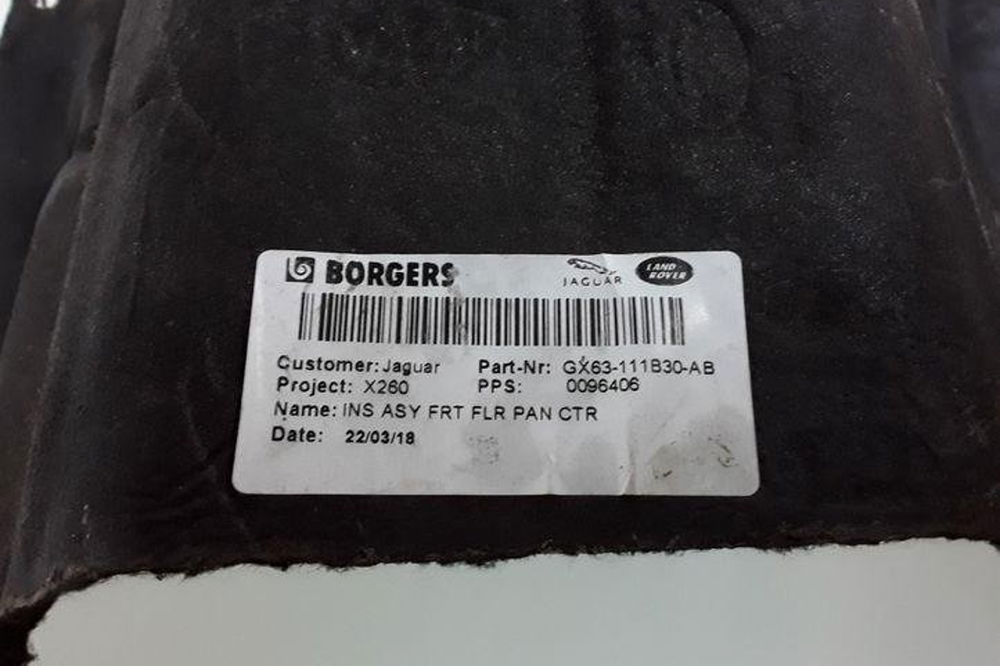 BORGERS
JAGUAR
LAND ROVER
Customer: Jaguar Part-Nr: GX63-111B30-AB
Project: X260 PPS: 0096406
Name: INS ASY FRT FLR PAN CTR
Date: 22/03/18